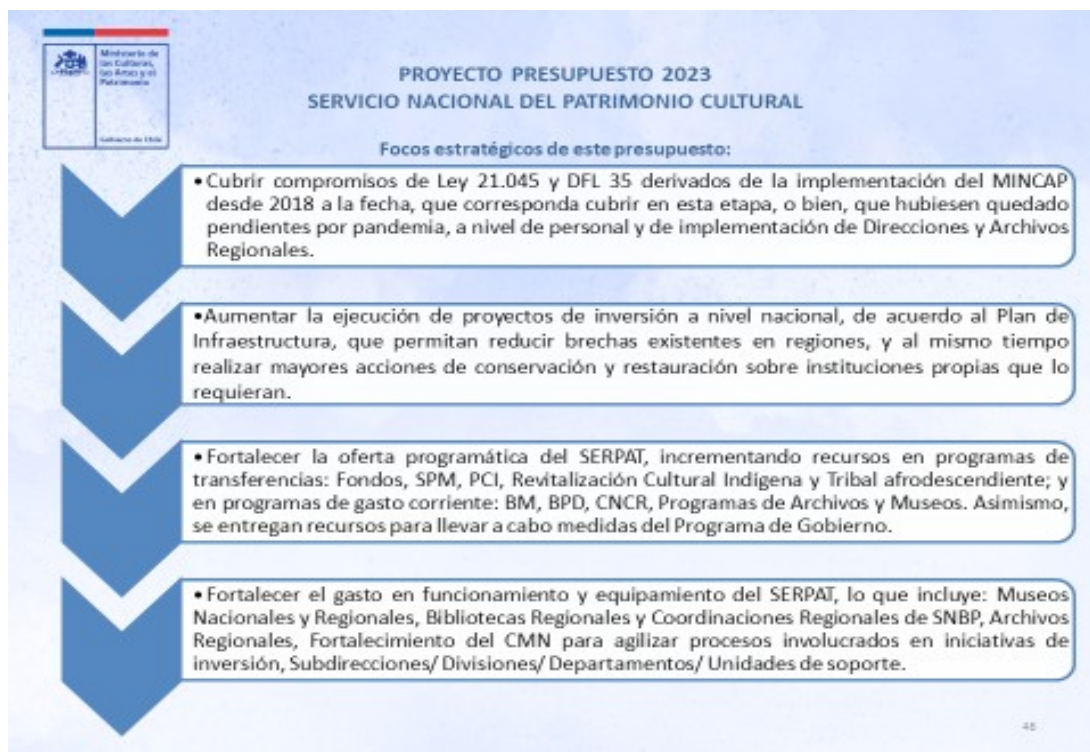 Ministerio de
las Culturas,
las Artes y el
Patrimonio
Gobierno de Chile
PROYECTO PRESUPUESTO 2023
SERVICIO NACIONAL DEL PATRIMONIO CULTURAL
Focos estratégicos de este presupuesto:
•Cubrir compromisos de Ley 21.045 y DFL 35 derivados de la implementación del MINCAP
desde 2018 a la fecha, que corresponda cubrir en esta etapa, o bien, que hubiesen quedado
pendientes por pandemia, a nivel de personal y de implementación de Direcciones y Archivos
Regionales.
•Aumentar la ejecución de proyectos de inversión a nivel nacional, de acuerdo al Plan de
Infraestructura, que permitan reducir brechas existentes en regiones, y al mismo tiempo
realizar mayores acciones de conservación y restauración sobre instituciones propias que lo
requieran.
•Fortalecer la oferta programática del SERPAT, incrementando recursos en programas de
transferencias: Fondos, SPM, PCI, Revitalización Cultural Indígena y Tribal afrodescendiente; y
en programas de gasto corriente: BM, BPD, CNCR, Programas de Archivos y Museos. Asimismo,
se entregan recursos para llevar a cabo medidas del Programa de Gobierno.
•Fortalecer el gasto en funcionamiento y equipamiento del SERPAT, lo que incluye: Museos
Nacionales y Regionales, Bibliotecas Regionales y Coordinaciones Regionales de SNBP, Archivos
Regionales, Fortalecimiento del CMN para agilizar procesos involucrados en iniciativas de
inversión, Subdirecciones/ Divisiones/ Departamentos/ Unidades de soporte.